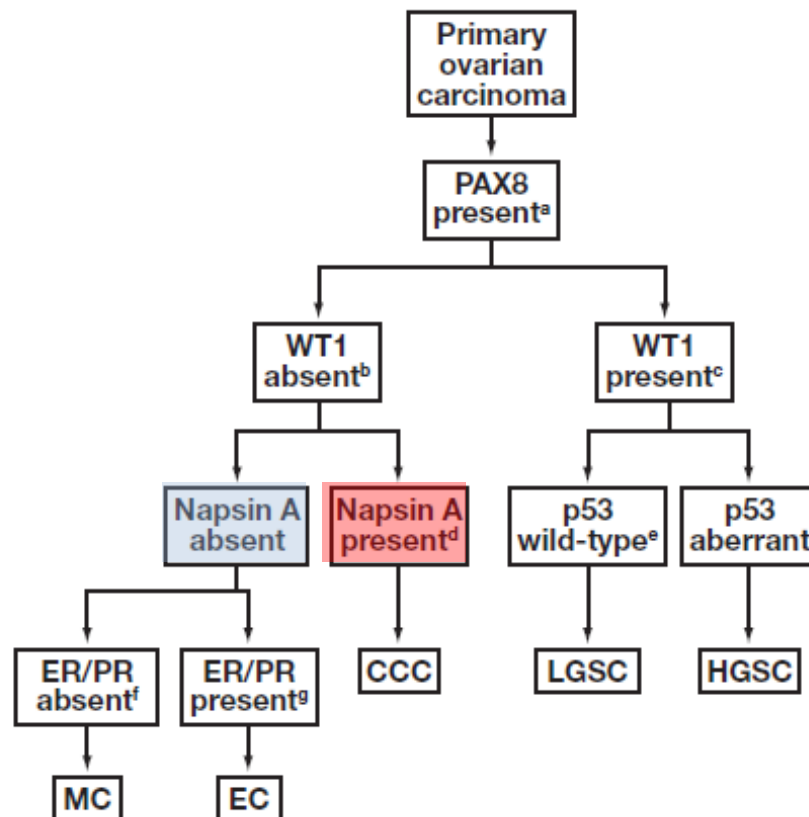 Primary
ovarian
carcinoma
PAX8
presentᵃ
WT1
absentᵇ
WT1
presentᶜ
Napsin A
absent
Napsin A
presentᵈ
p53
wild-typeᵉ
p53
aberrant
ER/PR
absentᶠ
ER/PR
presentᵍ
CCC
LGSC
HGSC
MC
EC